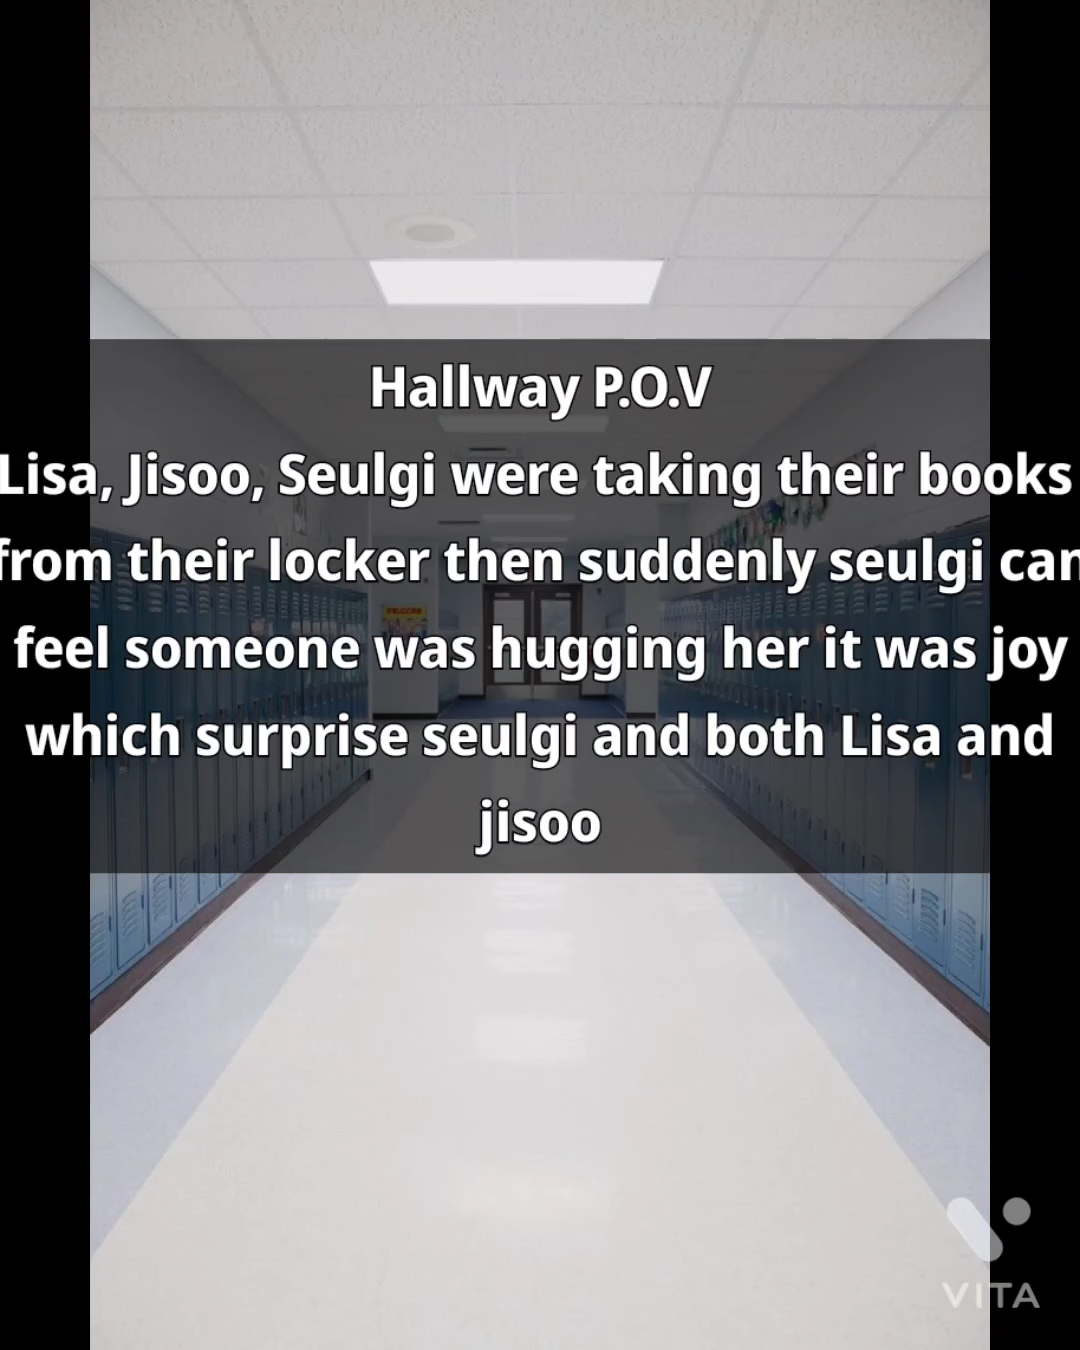 Hallway P.O.V
Lisa, Jisoo, Seulgi were taking their books
from their locker then suddenly seulgi can
feel someone was hugging her it was joy
which surprise seulgi and both Lisa and
jisoo
WELCOME
VITA